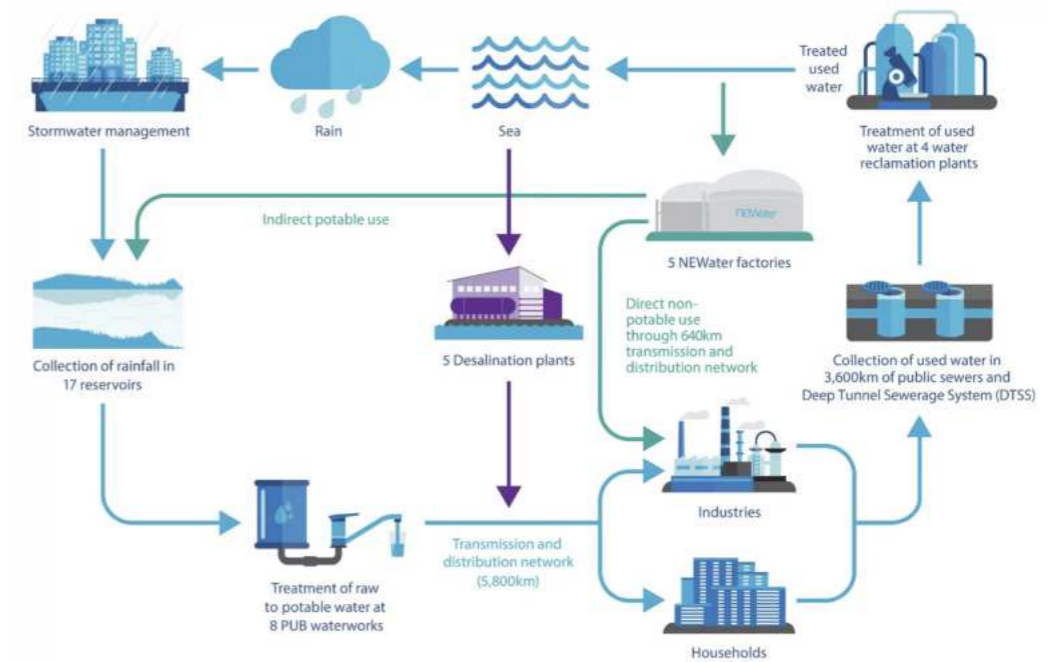 Stormwater management
Rain
Sea
Treated
used
water
Treatment of used
water at 4 water
reclamation plants
Indirect potable use
NEWater
5 NEWater factories
Collection of rainfall in
17 reservoirs
5 Desalination plants
Direct non-
potable use
through 640km
transmission and
distribution network
Collection of used water in
3,600km of public sewers and
Deep Tunnel Sewerage System (DTSS)
Industries
Treatment of raw
to potable water at
8 PUB waterworks
Transmission and
distribution network
(5,800km)
Households